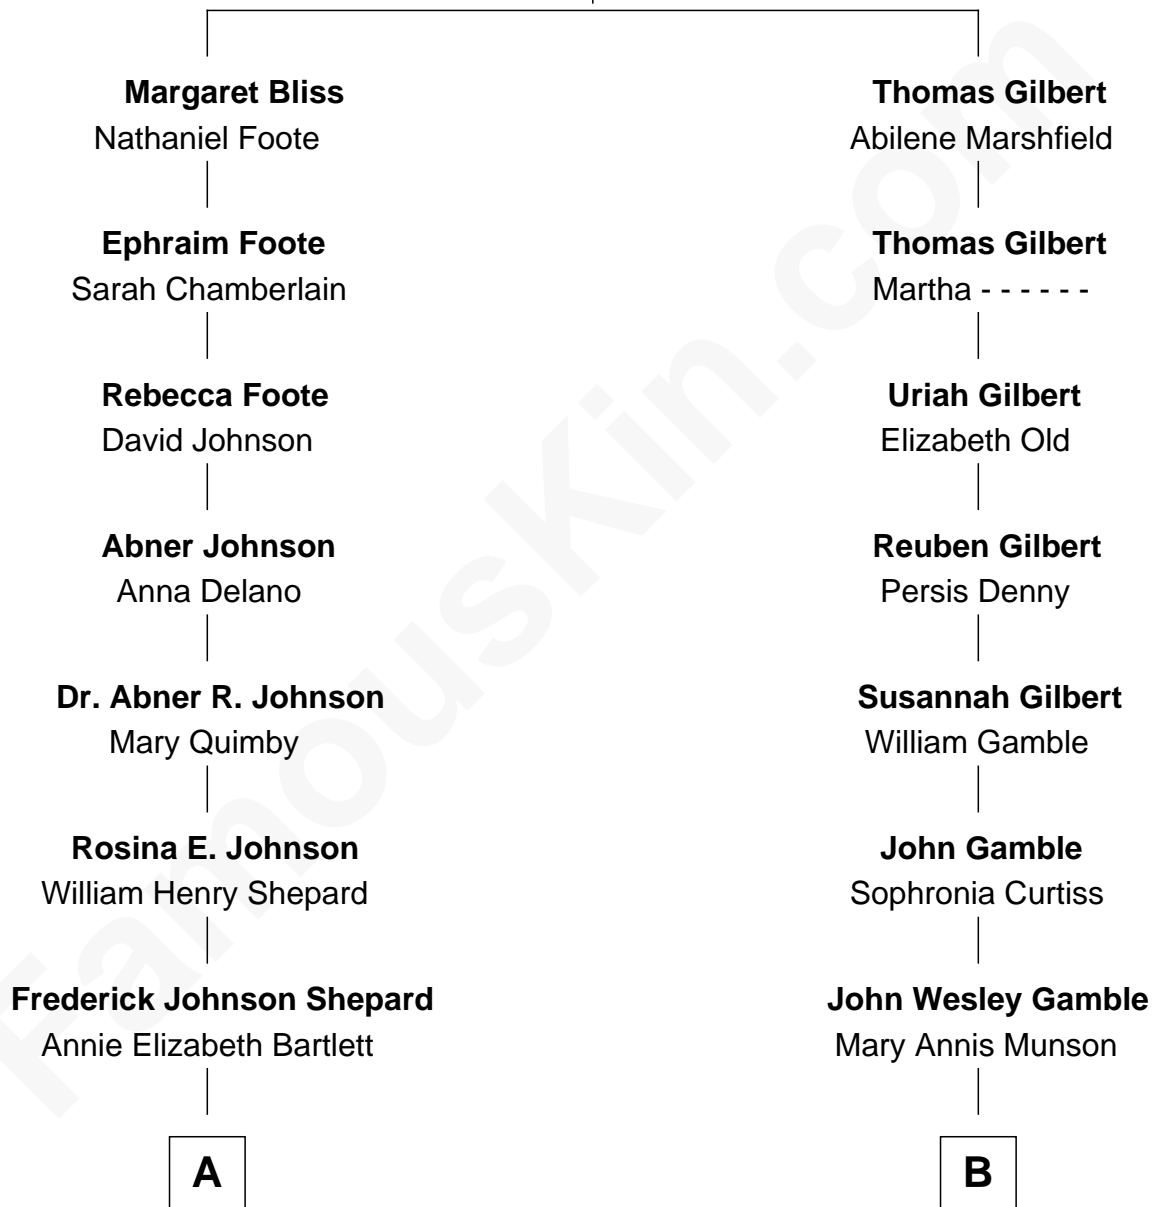 Margaret Bliss
Nathaniel Foote
Ephraim Foote
Sarah Chamberlain
Rebecca Foote
David Johnson
Abner Johnson
Anna Delano
Dr. Abner R. Johnson
Mary Quimby
Rosina E. Johnson
William Henry Shepard
Frederick Johnson Shepard
Annie Elizabeth Bartlett
A
Thomas Gilbert
Abilene Marshfield
Thomas Gilbert
Martha - - - - - -
Uriah Gilbert
Elizabeth Old
Reuben Gilbert
Persis Denny
Susannah Gilbert
William Gamble
John Gamble
Sophronia Curtiss
John Wesley Gamble
Mary Annis Munson
B
FamousKin.com